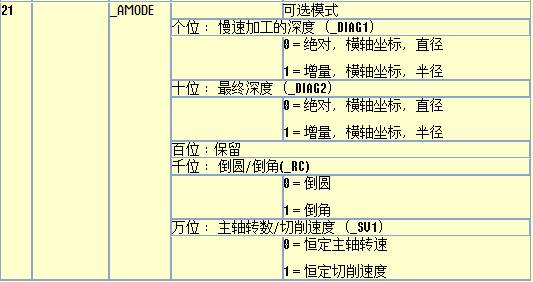 21 _AMODE 可选模式
个位：慢速加工的深度（_DIAG1）
0＝绝对，横轴坐标，直径
1＝增量，横轴坐标，半径
十位：最终深度（_DIAG2）
0＝绝对，横轴坐标，直径
1＝增量，横轴坐标，半径
百位：保留
千位：倒圆/倒角(_RC)
0＝倒圆
1＝倒角
万位：主轴转数/切削速度（_SV1）
0＝恒定主轴转速
1＝恒定切削速度